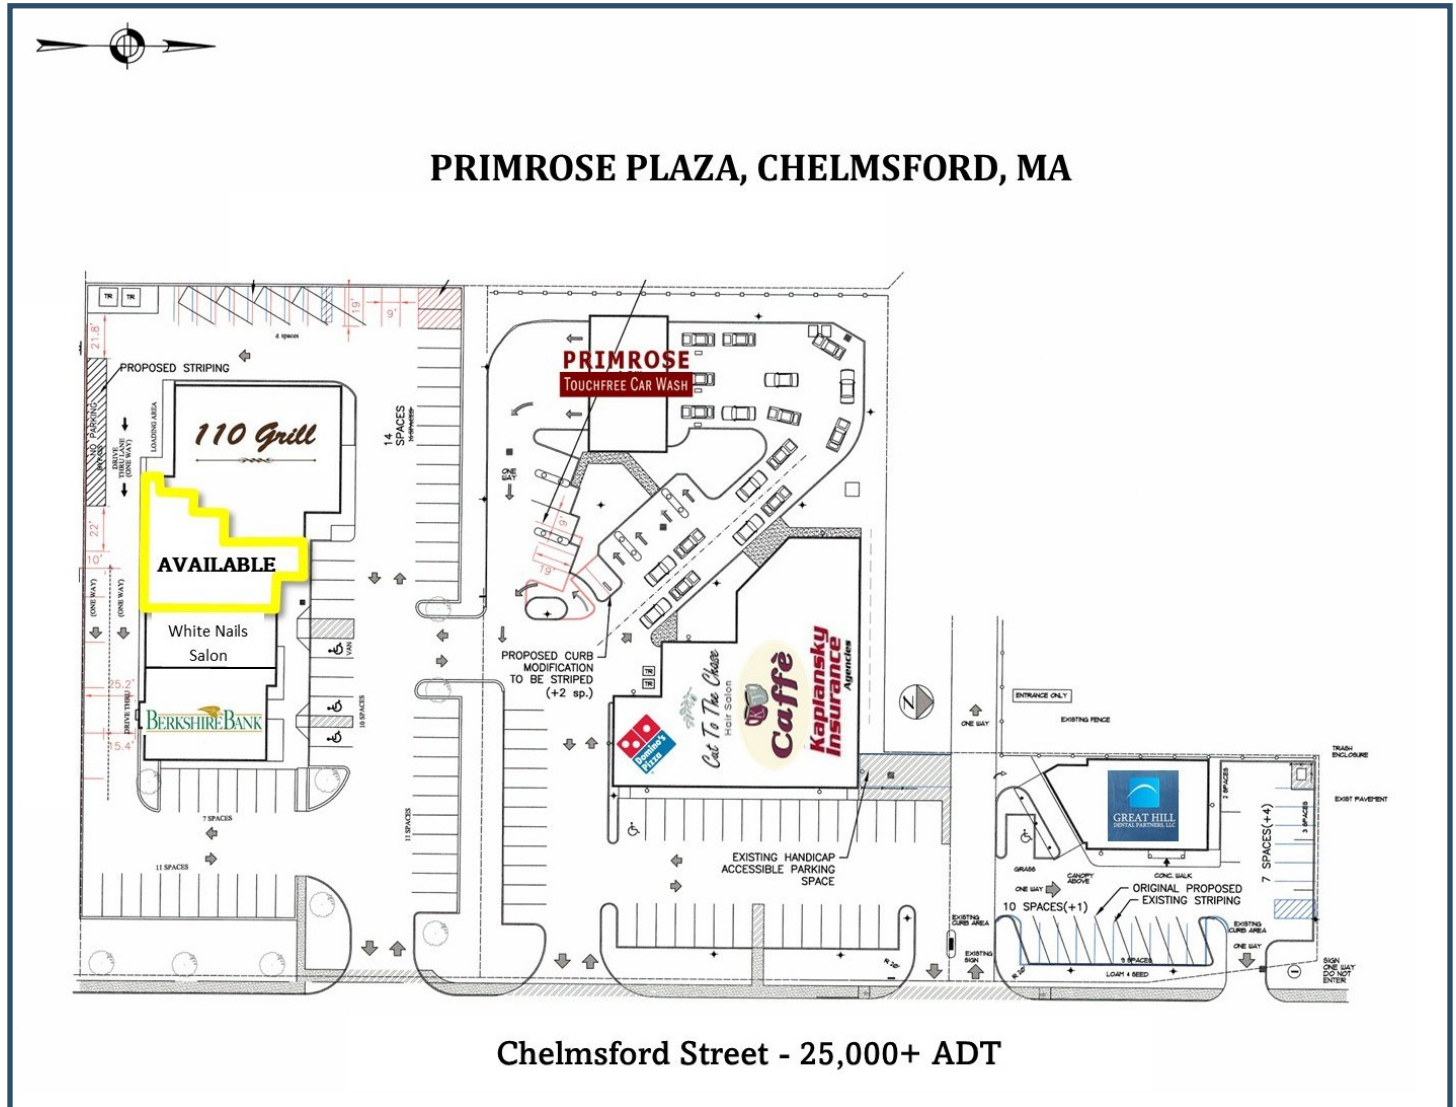 PRIMROSE PLAZA, CHELMSFORD, MA
TR TR
21.8'
PROPOSED STRIPING
NO PARKING
DRIVE
THRU LANE
(ONE WAY)
LOADING AREA
110 Grill
19'
9'
14
SPACES
16 SPACES
PRIMROSE
TOUCHFREE CAR WASH
ONE
WAY
9'
19'
22'
10'
(ONE WAY)
(ONE WAY)
AVAILABLE
White Nails
Salon
VAN
10 SPACES
25.2'
DRIVE THRU
15.4'
BERKSHIRE BANK
7 SPACES
11 SPACES
11 SPACES
PROPOSED CURB
MODIFICATION
TO BE STRIPED
(+2 sp.)
TR
TR
Domino's
Pizza
Cut To The Chase
Hair Salon
Caffè
Kaplansky
Insurance
Agencies
N
ENTRANCE ONLY
ONE WAY
EXISTING FENCE
TRASH
ENCLOSURE
EXIST PAVEMENT
2 SPACES
3 SPACES
7 SPACES(+4)
GREAT HILL
DENTAL PARTNERS, LLC
EXISTING HANDICAP
ACCESSIBLE PARKING
SPACE
GRASS
CANOPY
ABOVE
CONC. WALK
ONE WAY
ORIGINAL PROPOSED
EXISTING STRIPING
10 SPACES(+1)
EXISTING
CURB AREA
EXISTING
SIGN
EXISTING
CURB AREA
ONE WAY
9 SPACES
LOAM & SEED
R 20'
R 20'
SIGN
ONE WAY
DO NOT
ENTER
Chelmsford Street - 25,000+ ADT